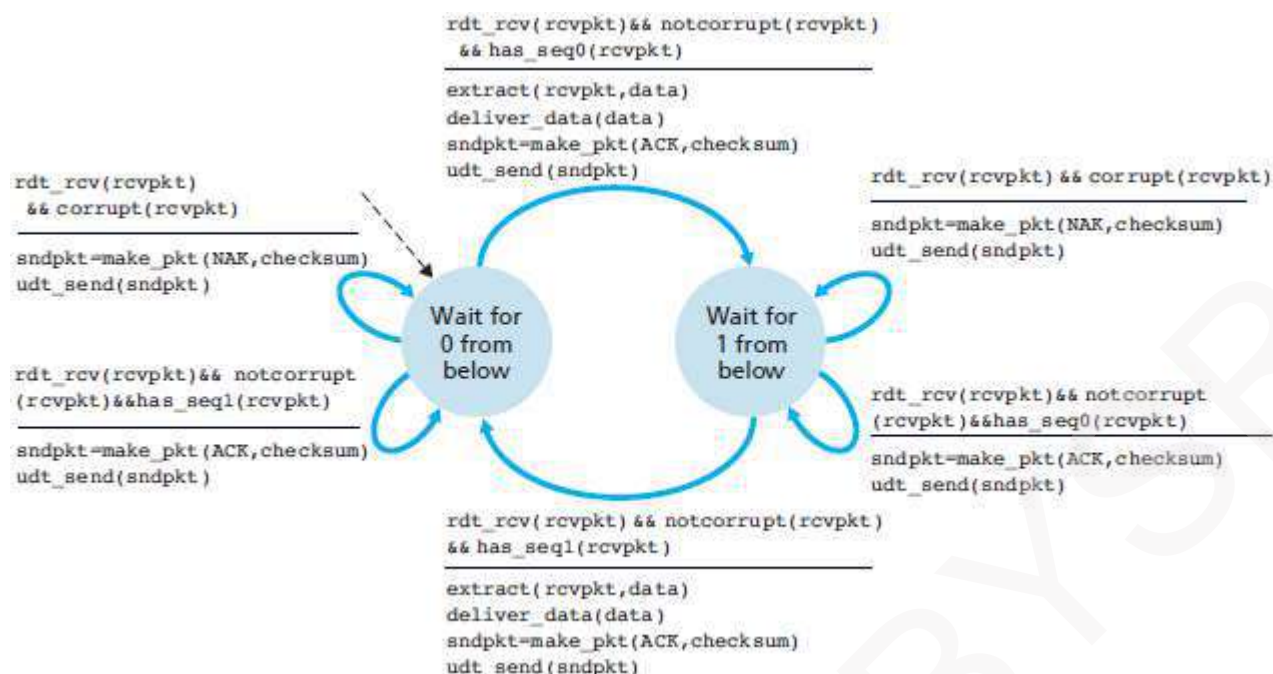 rdt_rcv(rcvpkt)&& notcorrupt(rcvpkt)
&& has_seq0(rcvpkt)
extract(rcvpkt,data)
deliver_data(data)
sndpkt=make_pkt(ACK,checksum)
udt_send(sndpkt)
rdt_rcv(rcvpkt)
&& corrupt(rcvpkt)
sndpkt=make_pkt(NAK,checksum)
udt_send(sndpkt)
rdt_rcv(rcvpkt) && corrupt(rcvpkt)
sndpkt=make_pkt(NAK,checksum)
udt_send(sndpkt)
Wait for
0 from
below
Wait for
1 from
below
rdt_rcv(rcvpkt)&& notcorrupt
(rcvpkt)&&has_seq1(rcvpkt)
sndpkt=make_pkt(ACK,checksum)
udt_send(sndpkt)
rdt_rcv(rcvpkt)&& notcorrupt
(rcvpkt)&&has_seq0(rcvpkt)
sndpkt=make_pkt(ACK,checksum)
udt_send(sndpkt)
rdt_rcv(rcvpkt) && notcorrupt(rcvpkt)
&& has_seq1(rcvpkt)
extract(rcvpkt,data)
deliver_data(data)
sndpkt=make_pkt(ACK,checksum)
udt_send(sndpkt)
BYSR